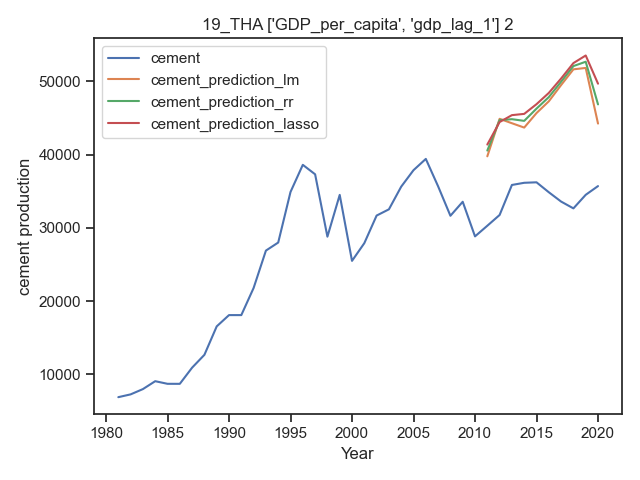 19_THA ['GDP_per_capita', 'gdp_lag_1'] 2
cement
cement_prediction_lm
cement_prediction_rr
cement_prediction_lasso
cement production
50000
40000
30000
20000
10000
1980 1985 1990 1995 2000 2005 2010 2015 2020
Year